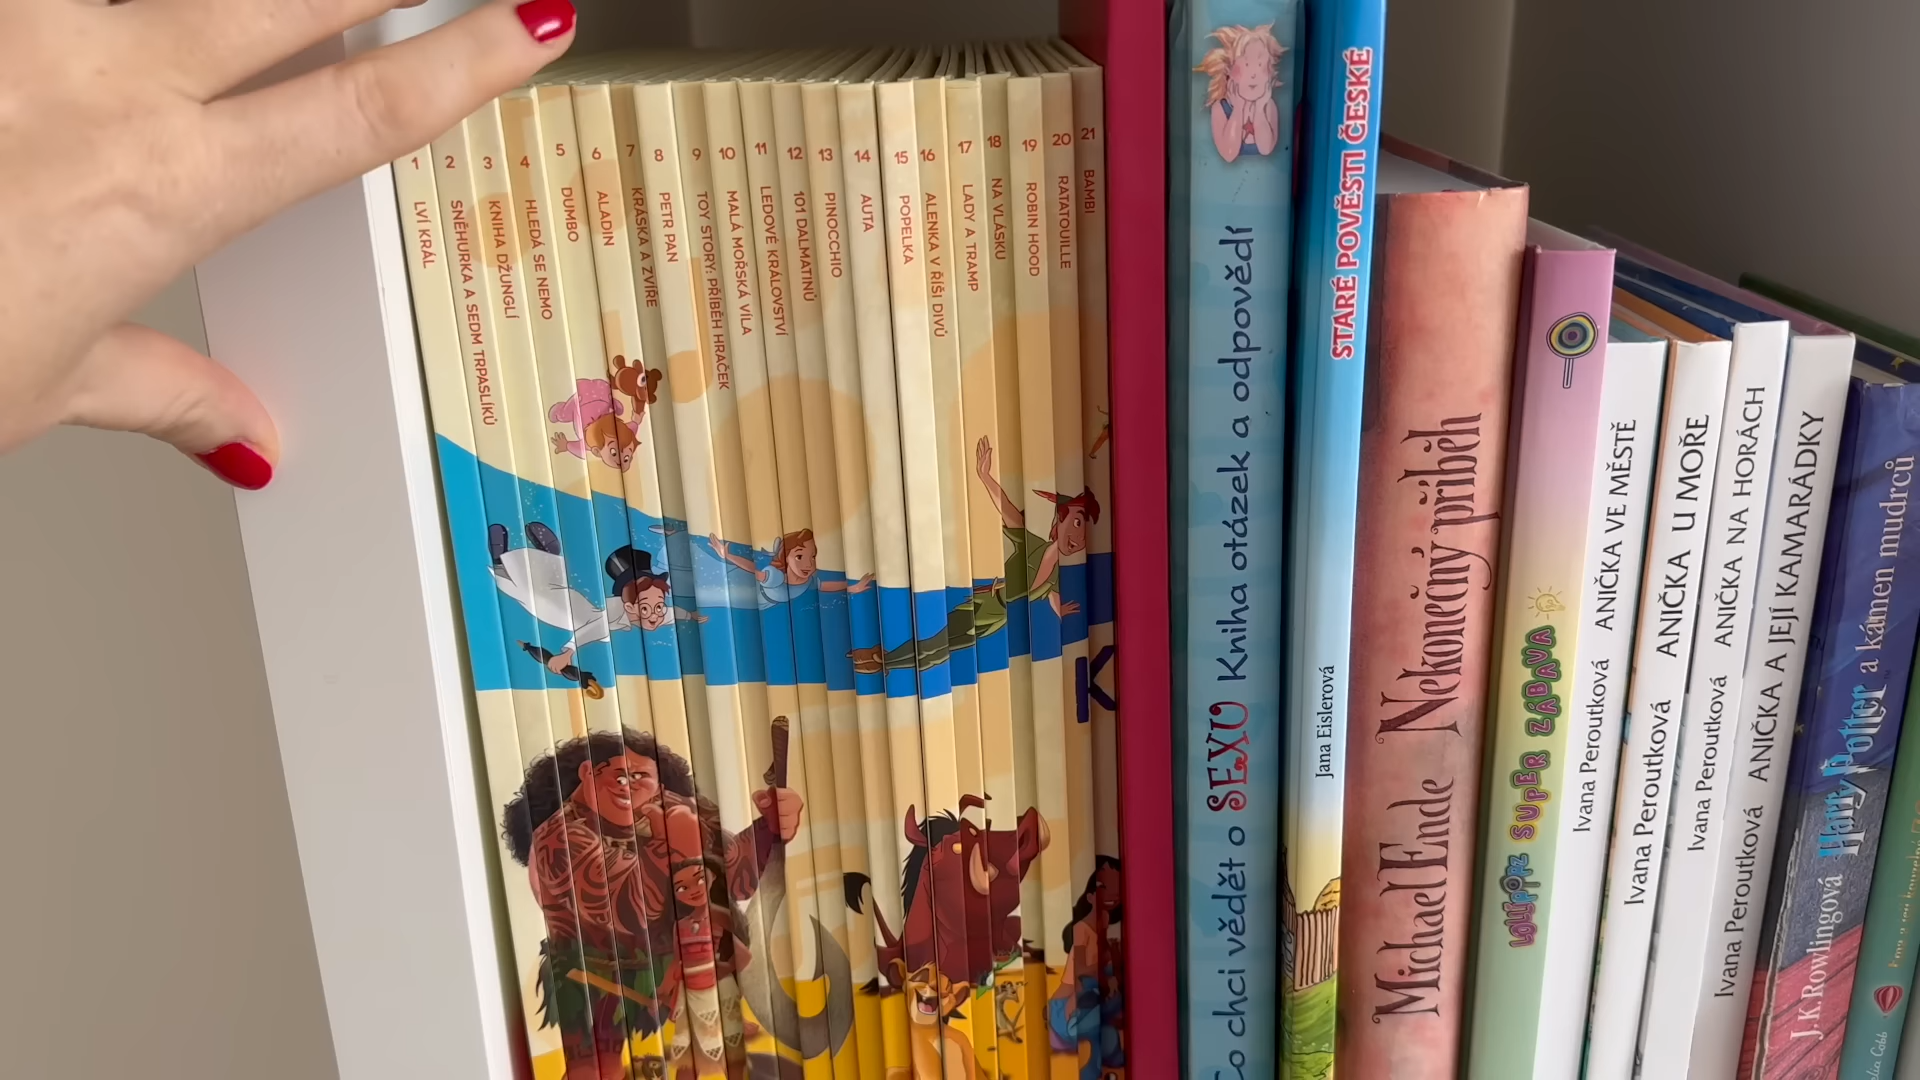 1 LVÍ KRÁL
2 SNĚHURKA A SEDM TRPASLÍKŮ
3 KNIHA DŽUNGLÍ
4 HLEDÁ SE NEMO
5 DUMBO
6 ALADIN
7 KRÁSKA A ZVÍŘE
8 PETR PAN
9 TOY STORY: PŘÍBĚH HRAČEK
10 MALÁ MOŘSKÁ VÍLA
11 LEDOVÉ KRÁLOVSTVÍ
12 101 DALMATINŮ
13 PINOCCHIO
14 AUTA
15 POPELKA
16 ALENKA V ŘÍŠI DIVŮ
17 LADY A TRAMP
18 NA VLÁSKU
19 ROBIN HOOD
20 RATATOUILLE
21 BAMBI
K
Co chci vědět o SEXU Kniha otázek a odpovědí
Jana Eislerová STARÉ POVĚSTI ČESKÉ
Michael Ende Nekonečný příběh
LOLLIPOPZ SUPER ZÁBAVA
Ivana Peroutková ANIČKA VE MĚSTĚ
Ivana Peroutková ANIČKA U MOŘE
Ivana Peroutková ANIČKA NA HORÁCH
Ivana Peroutková ANIČKA A JEJÍ KAMARÁDKY
J.K.Rowlingová Harry Potter a kámen mudrců
Cobb